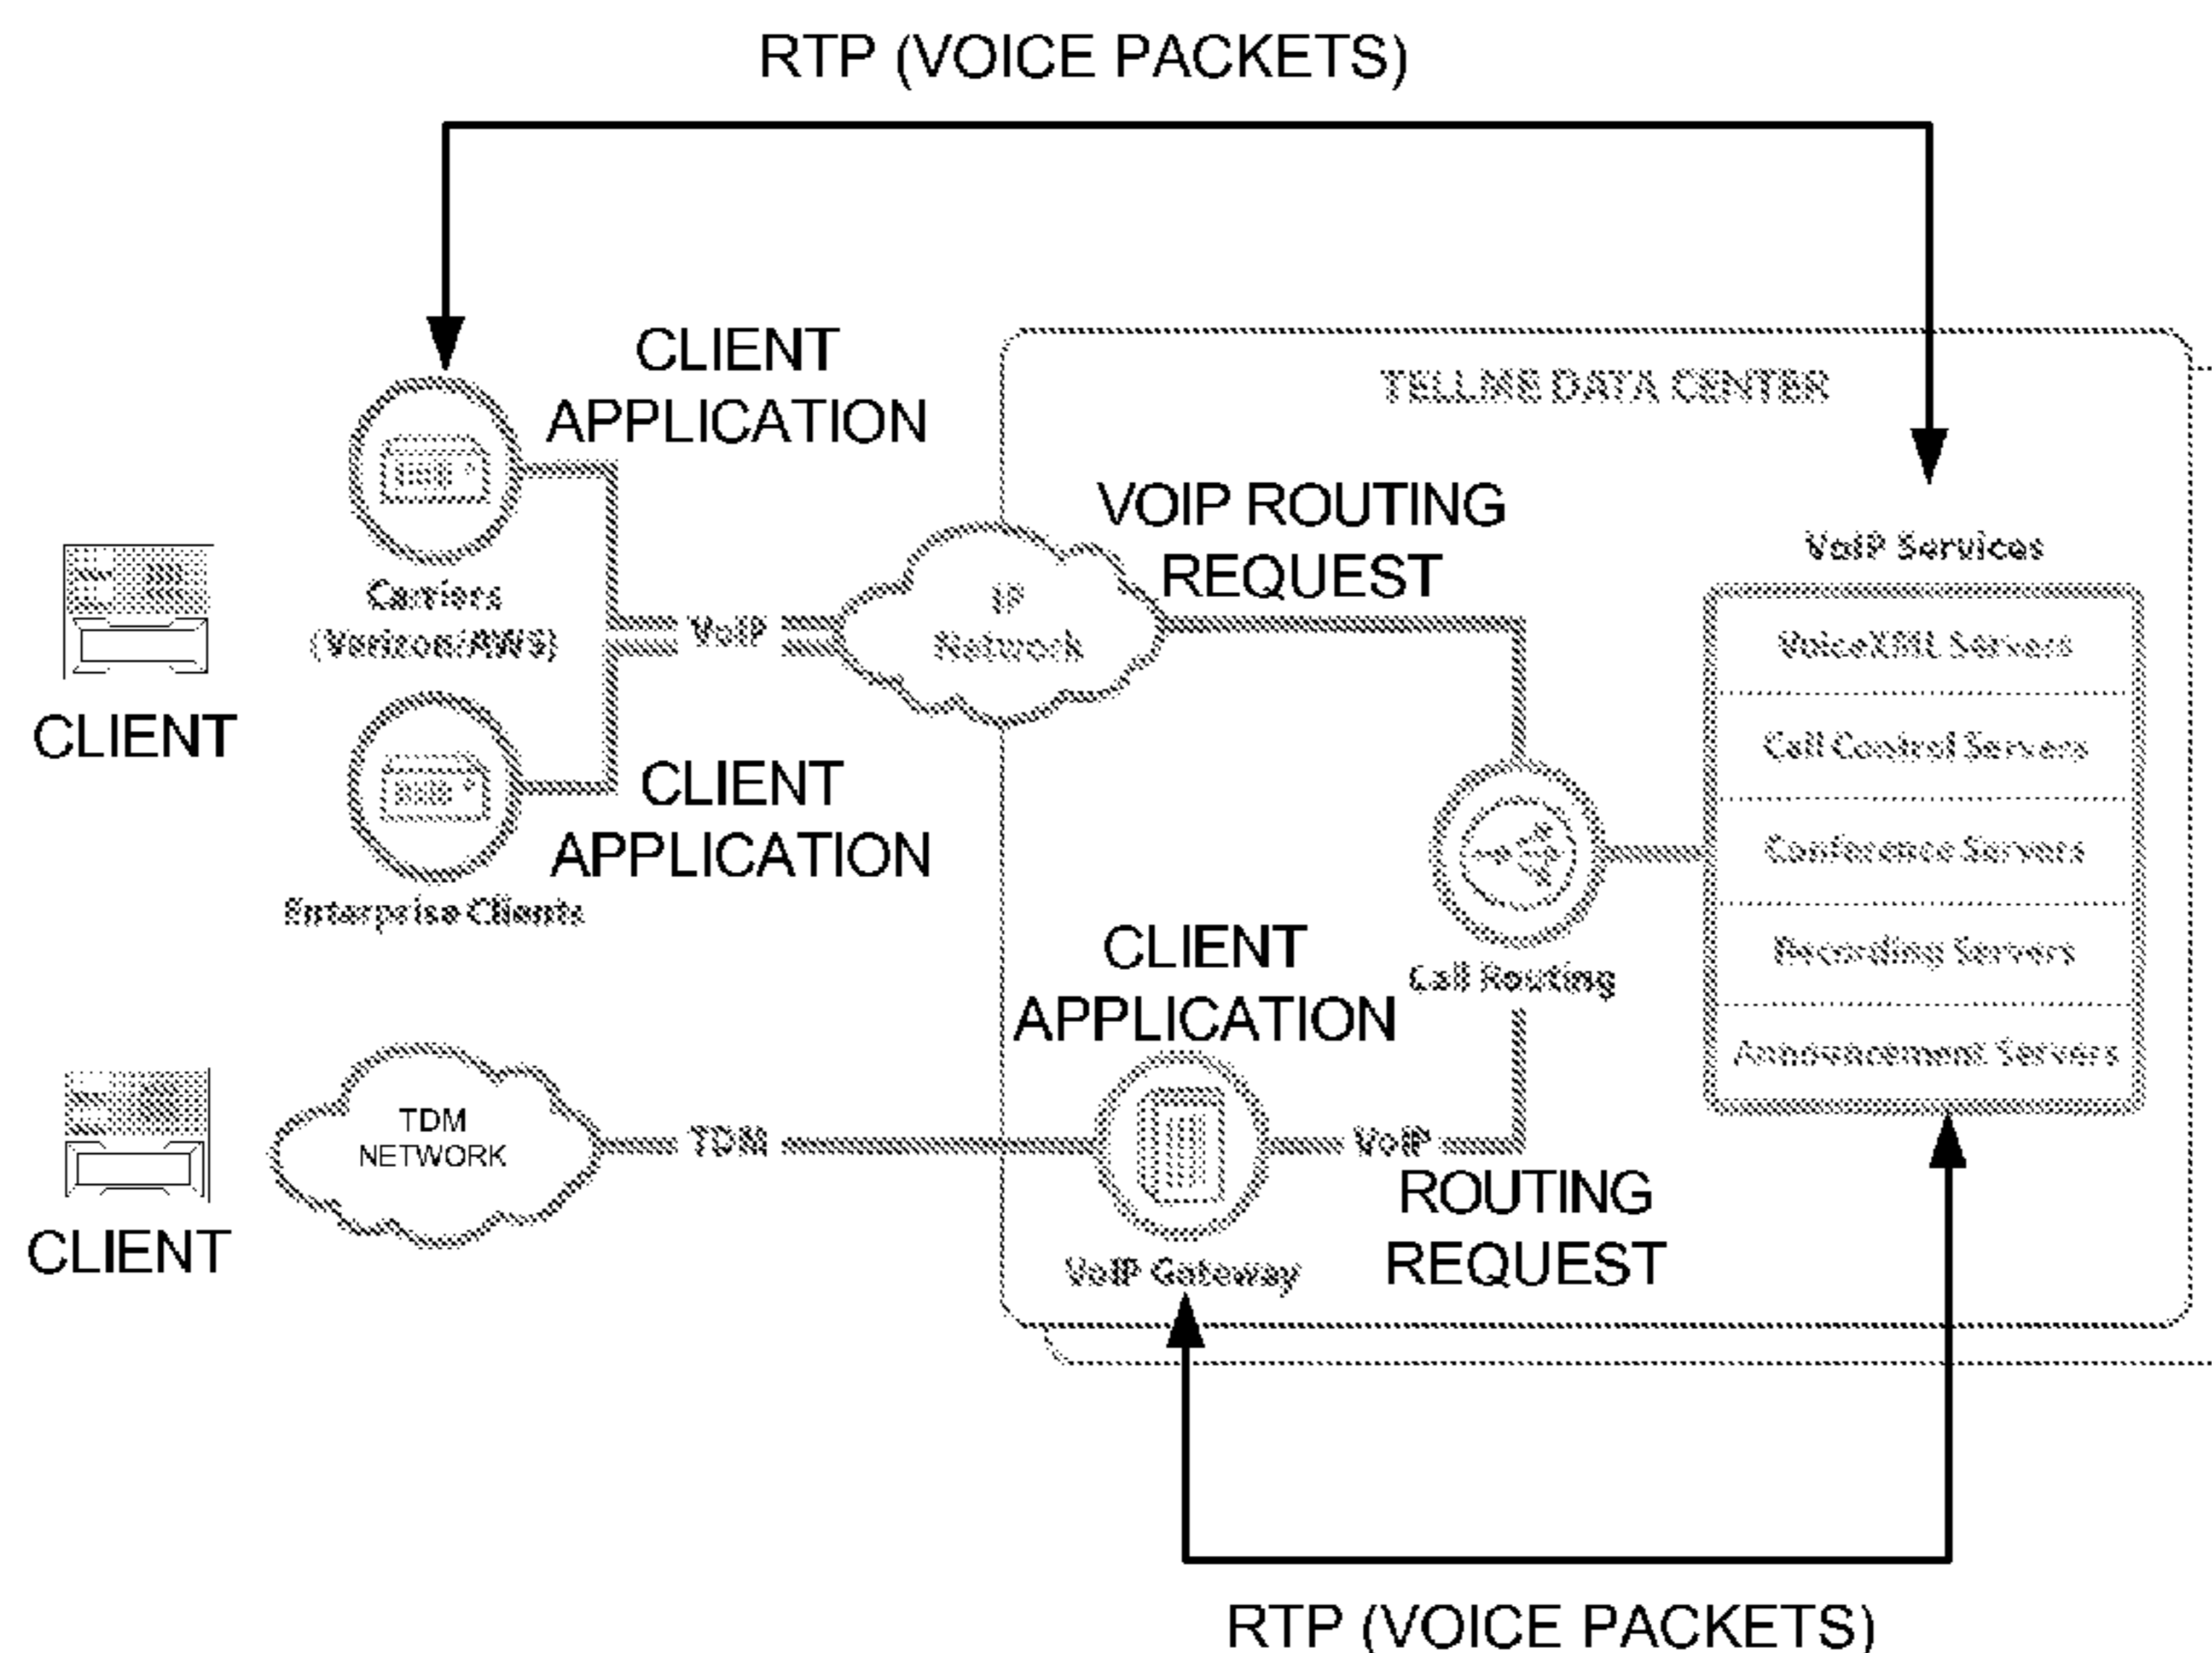 RTP (VOICE PACKETS)
CLIENT
APPLICATION
TELLME DATA CENTER
VOIP ROUTING
REQUEST
VoIP Services
Carriers
(Verizon/AWS)
VoIP
IP
Network
VoiceXML Servers
CLIENT
Call Control Servers
CLIENT
APPLICATION
Conference Servers
Enterprise Clients
CLIENT
APPLICATION
Call Routing
Recording Servers
Announcement Servers
TDM
NETWORK
TDM
VoIP
ROUTING
REQUEST
CLIENT
VoIP Gateway
RTP (VOICE PACKETS)